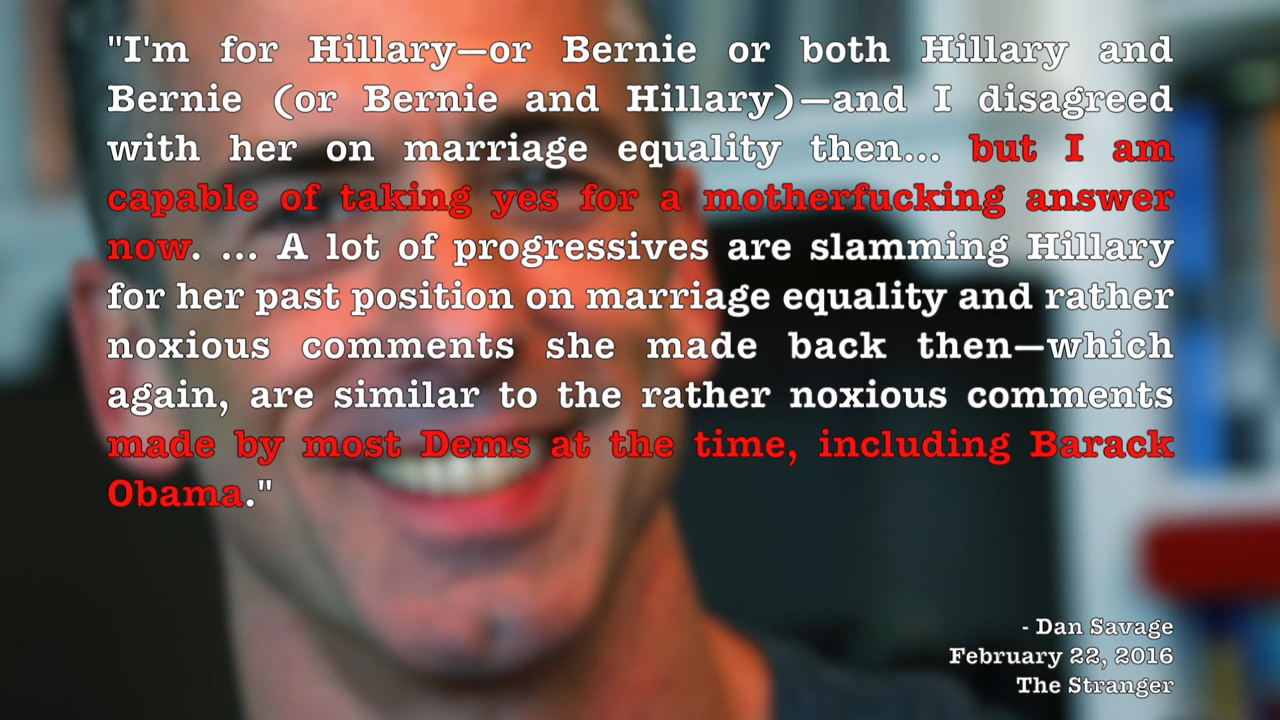 "I'm for Hillary—or Bernie or both Hillary and
Bernie (or Bernie and Hillary)—and I disagreed
with her on marriage equality then... but I am
capable of taking yes for a motherfucking answer
now. ... A lot of progressives are slamming Hillary
for her past position on marriage equality and rather
noxious comments she made back then—which
again, are similar to the rather noxious comments
made by most Dems at the time, including Barack
Obama."
- Dan Savage
February 22, 2016
The Stranger